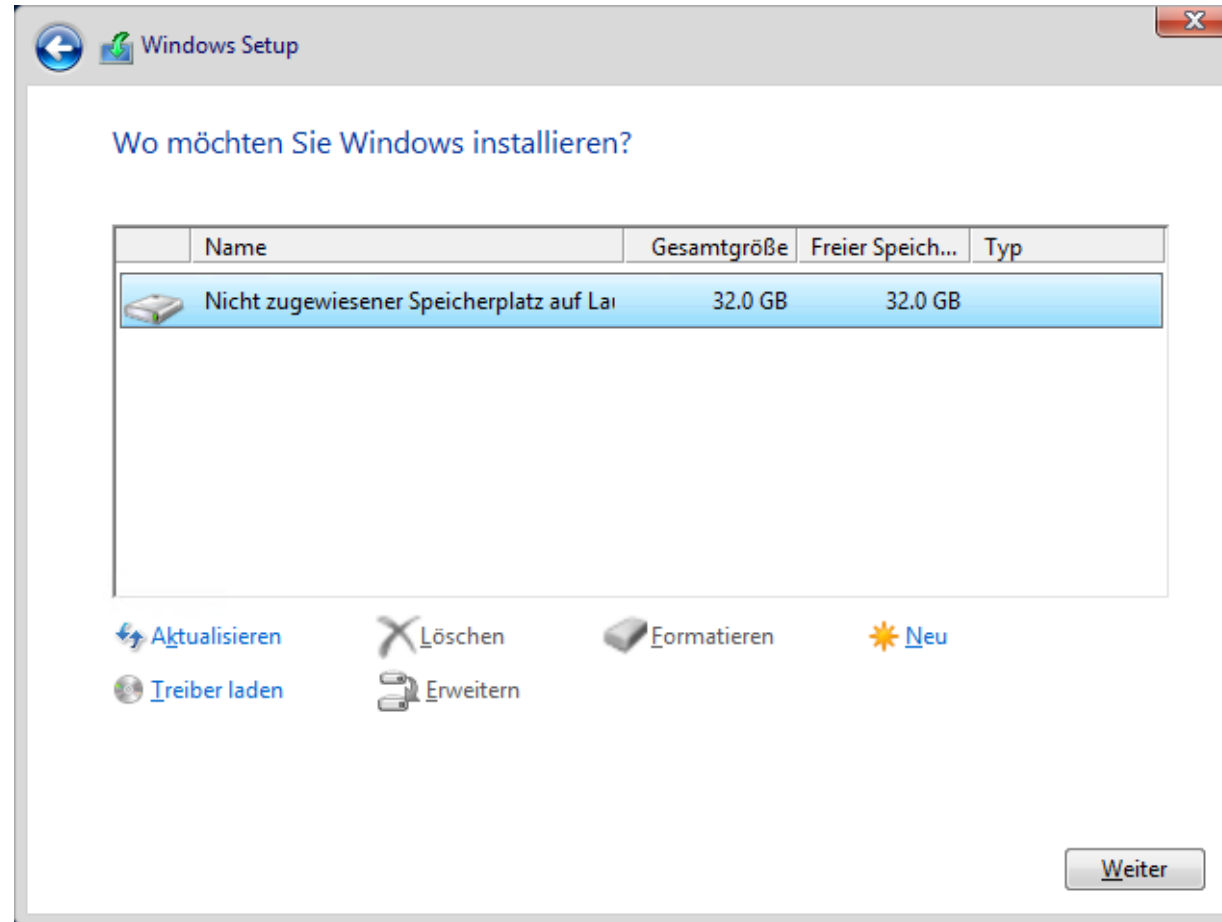 Windows Setup
Wo möchten Sie Windows installieren?
Name Gesamtgröße Freier Speich... Typ
Nicht zugewiesener Speicherplatz auf Lau 32.0 GB 32.0 GB
Aktualisieren Löschen Formatieren Neu
Treiber laden Erweitern
Weiter